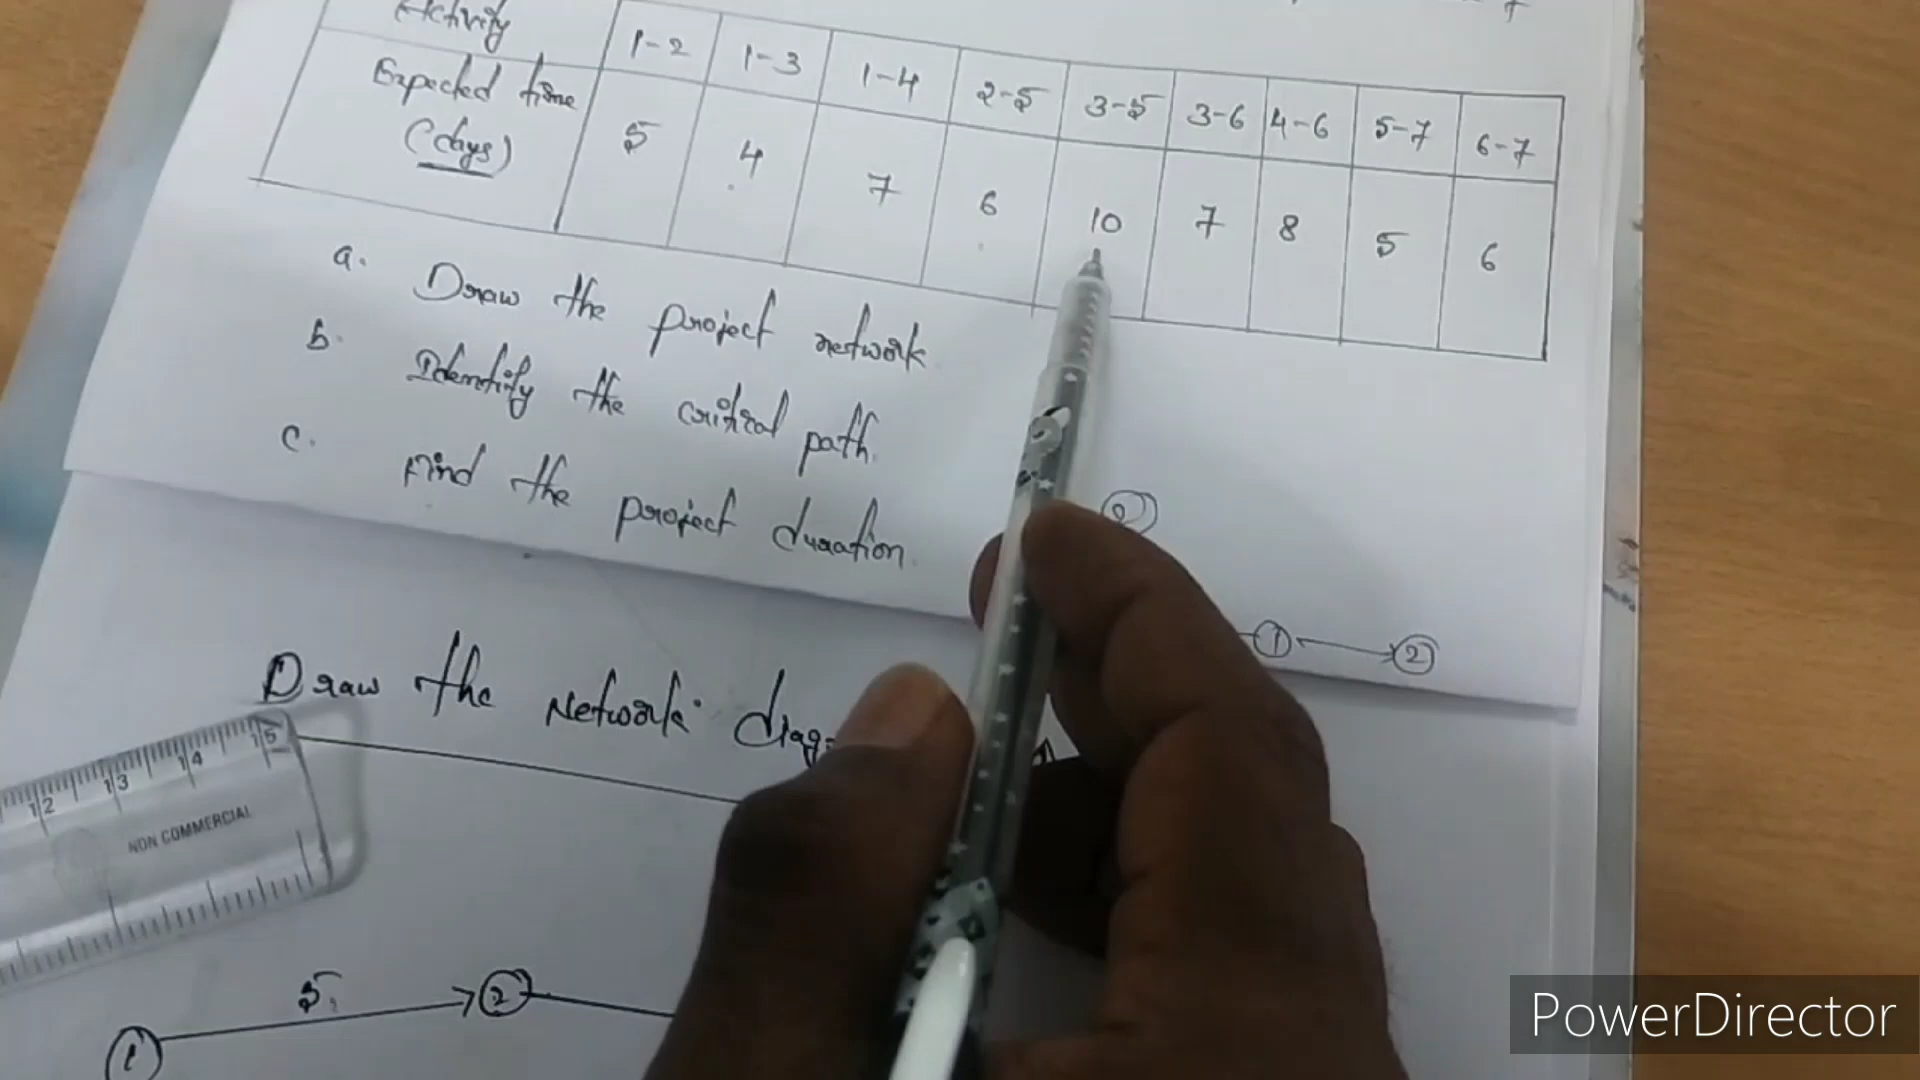 Activity 1-2 1-3 1-4 2-5 3-5 3-6 4-6 5-7 6-7
Expected time (days) 5 4 7 6 10 7 8 5 6
a. Draw the project network
b. Identify the critical path.
c. Find the project duration.
2
1 2
Draw the Network
15
14
13
12
NON COMMERCIAL
5
1 2
PowerDirector